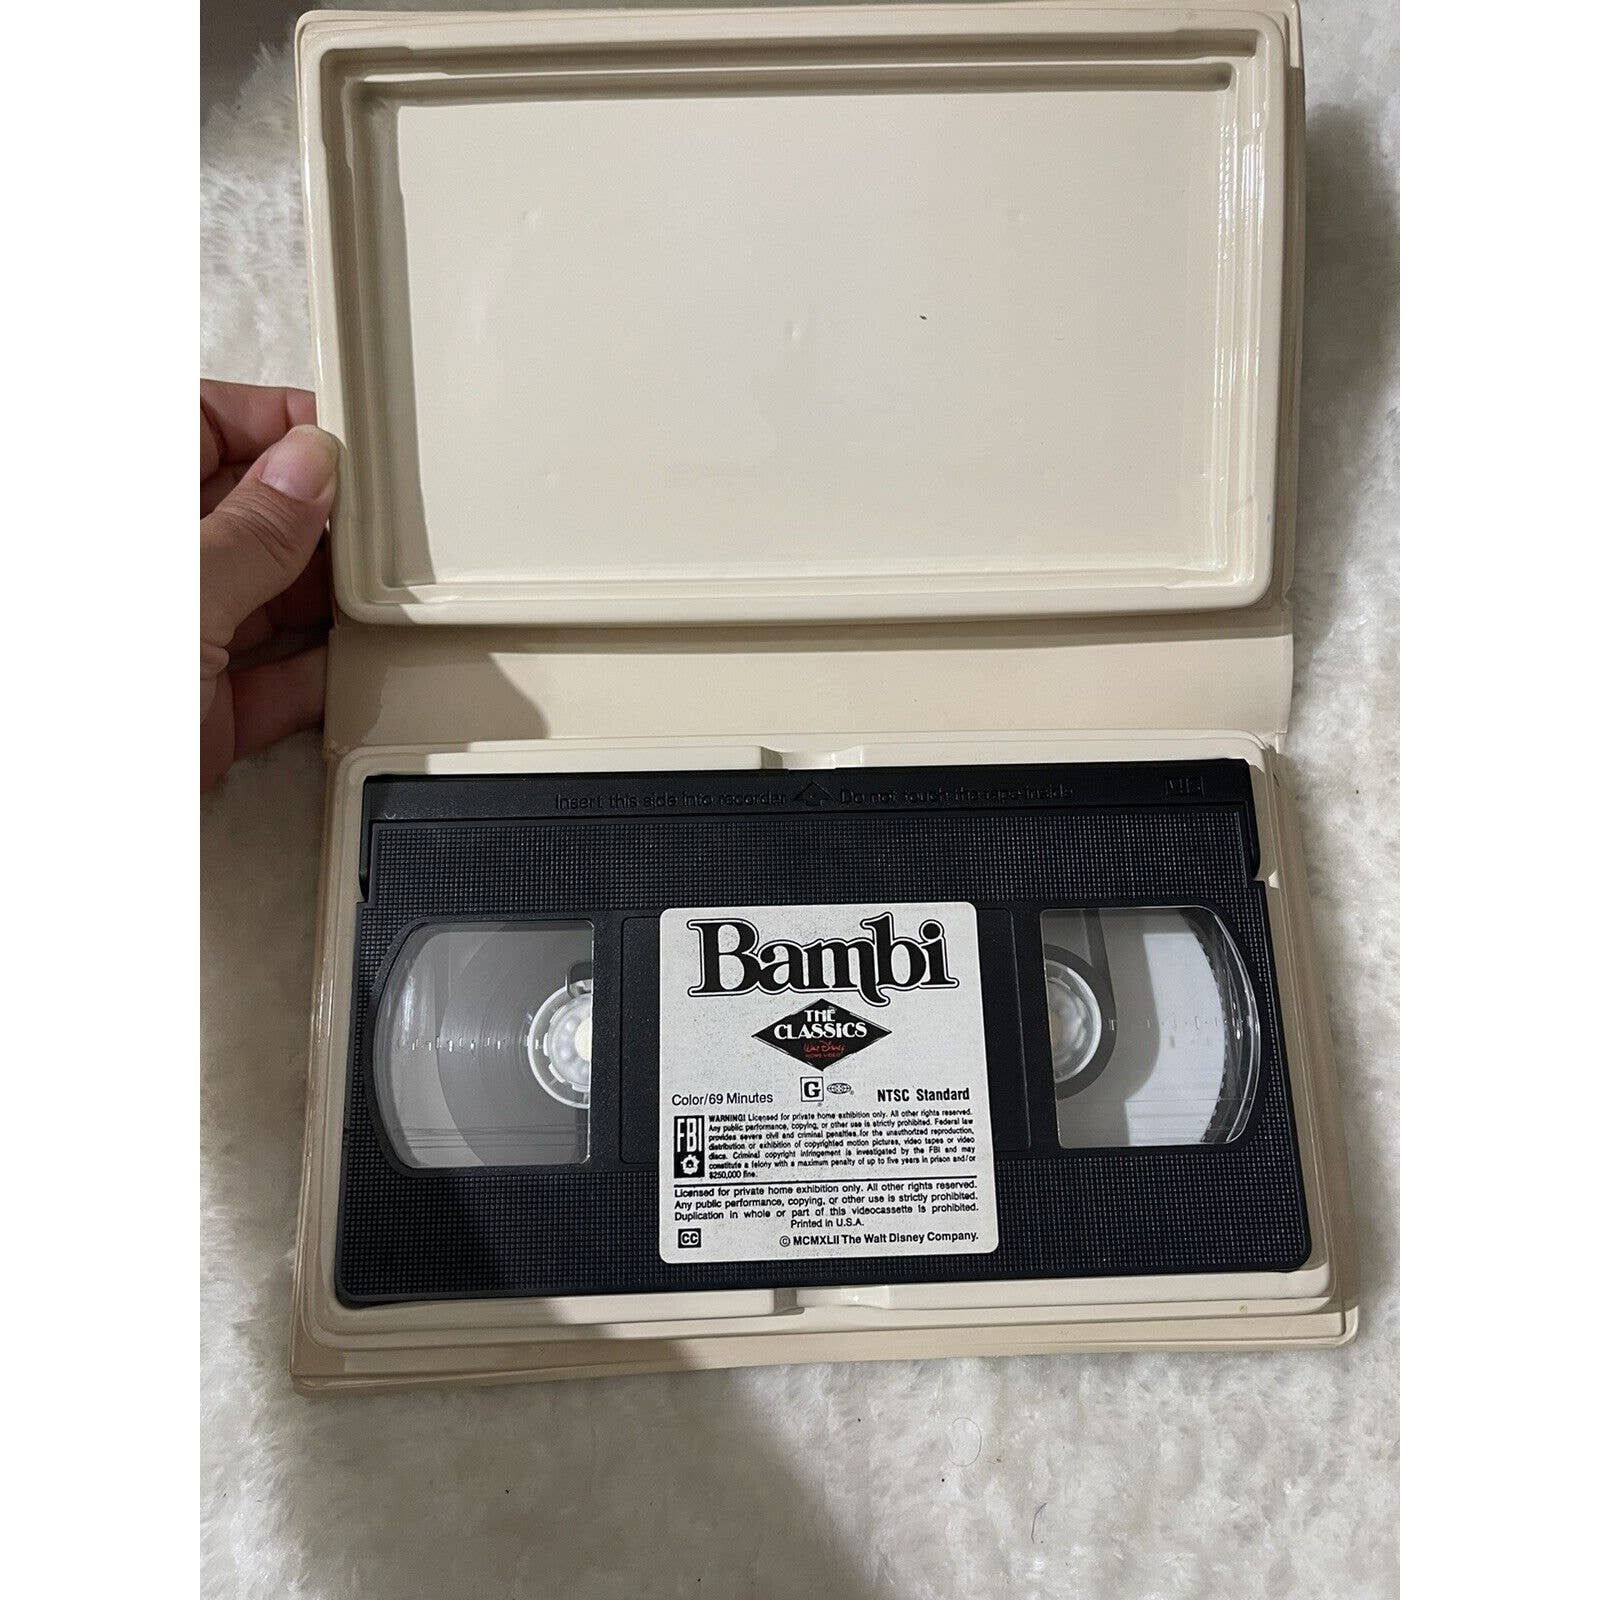 Insert this side into recorder Do not touch the tape inside VHS
Bambi
THE
CLASSICS
Walt Disney
HOME VIDEO
G
Color/69 Minutes NTSC Standard
FBI
WARNING! Licensed for private home exhibition only. All other rights reserved.
Any public performance, copying, or other use is strictly prohibited. Federal law
provides severe civil and criminal penalties for the unauthorized reproduction,
distribution or exhibition of copyrighted motion pictures, video tapes or video
discs. Criminal copyright infringement is investigated by the FBI and may
constitute a felony with a maximum penalty of up to five years in prison and/or
$250,000 fine.
Licensed for private home exhibition only. All other rights reserved.
Any public performance, copying, or other use is strictly prohibited.
Duplication in whole or part of this videocassette is prohibited.
Printed in U.S.A.
CC © MCMXLII The Walt Disney Company.